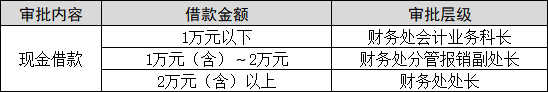 审批内容 借款金额 审批层级
现金借款
1万元以下 财务处会计业务科长
1万元（含）～2万元 财务处分管报销副处长
2万元（含）以上 财务处处长